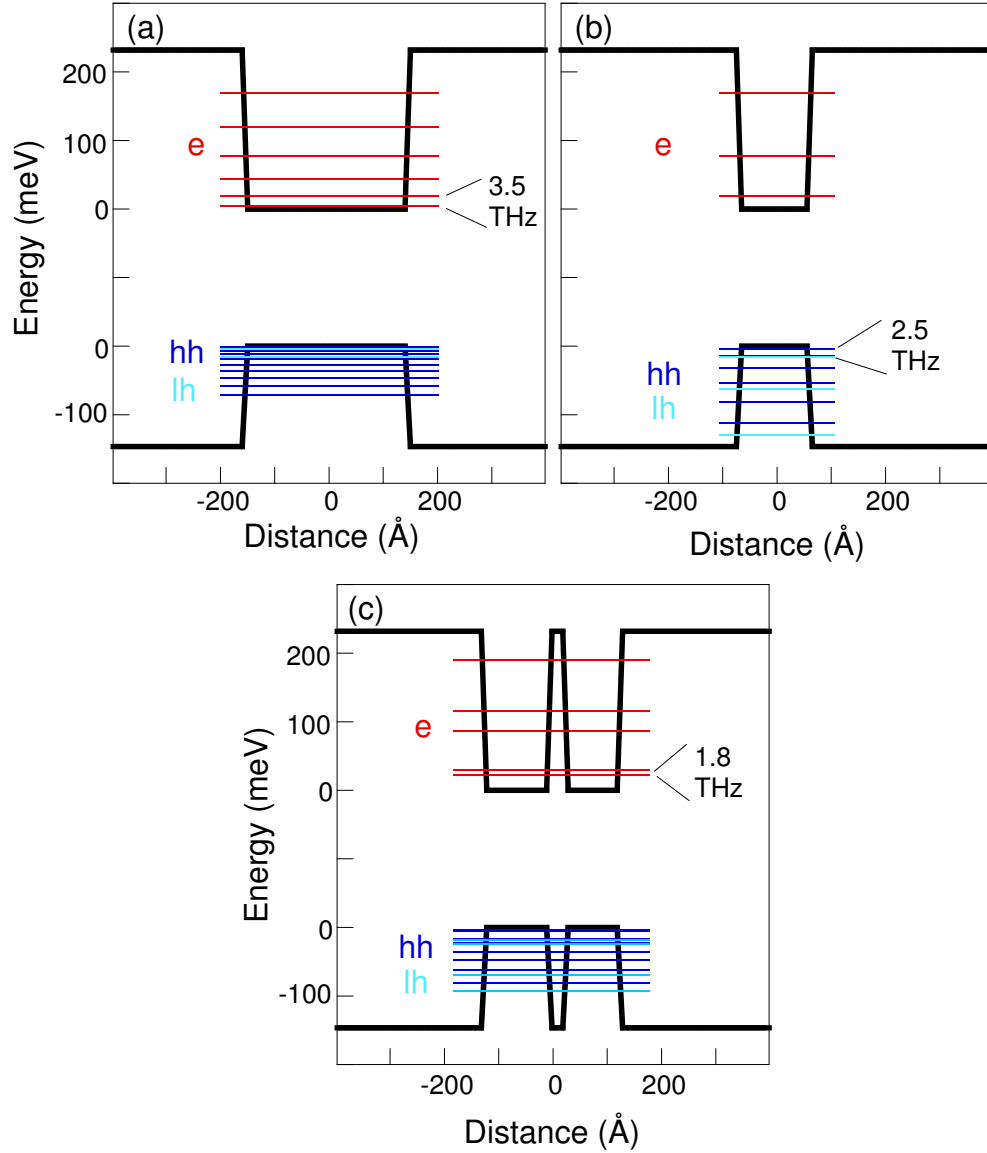 (a)
200
100
0
0
-100
Energy (meV)
e
3.5
THz
hh
lh
-200
0
200
Distance (Å)
(b)
e
2.5
THz
hh
lh
-200
0
200
Distance (Å)
(c)
200
100
0
0
-100
Energy (meV)
e
1.8
THz
hh
lh
-200
0
200
Distance (Å)